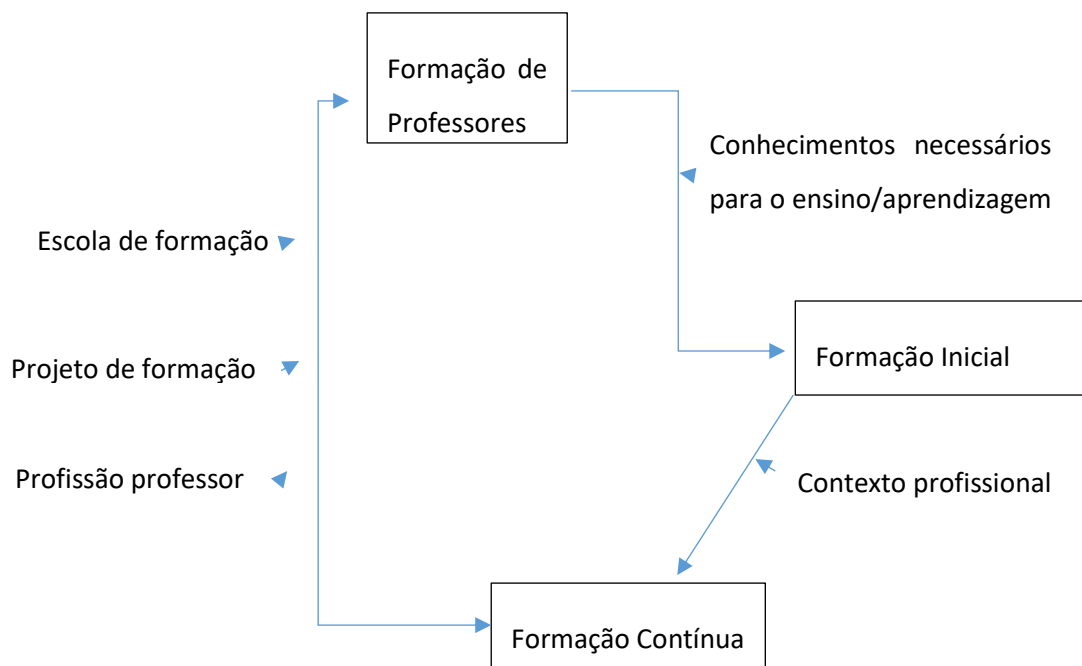 Formação de
Professores
Conhecimentos necessários
para o ensino/aprendizagem
Escola de formação
Projeto de formação
Formação Inicial
Profissão professor
Contexto profissional
Formação Contínua